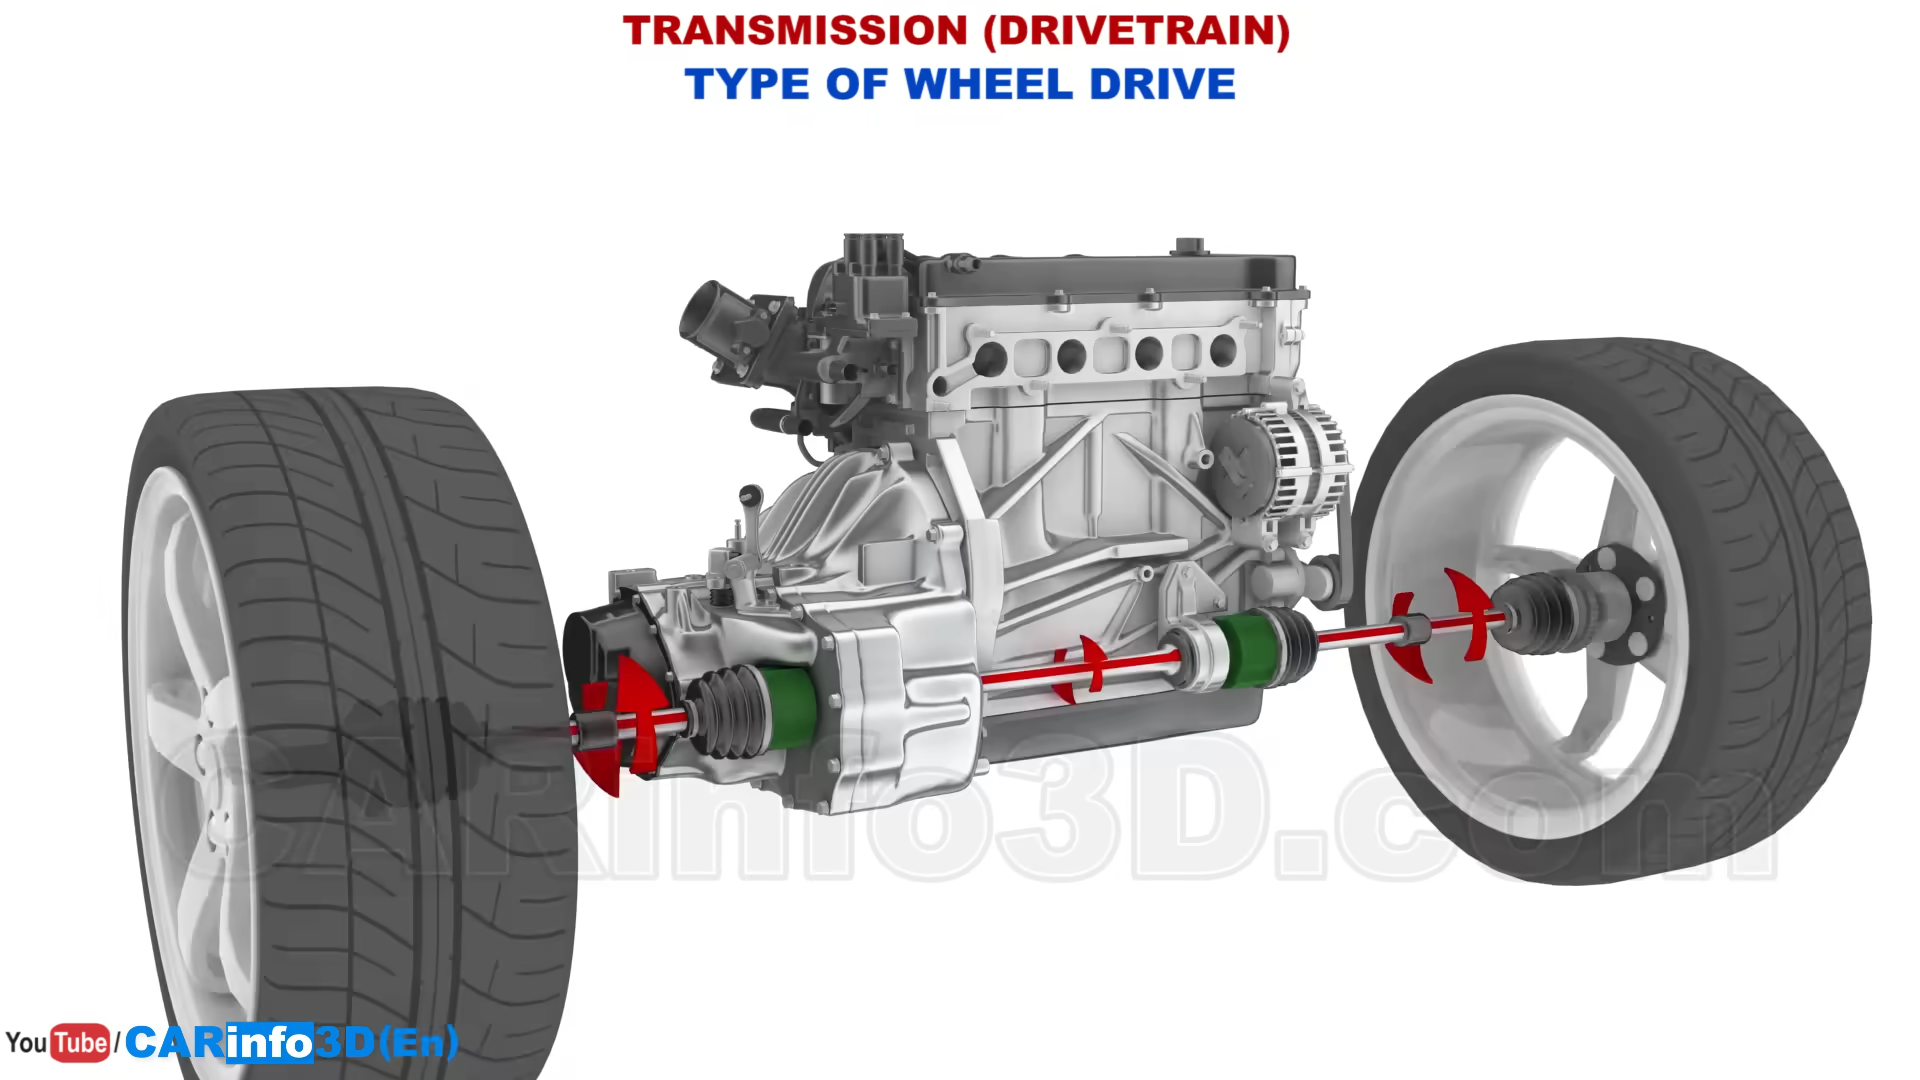 TRANSMISSION (DRIVETRAIN)
TYPE OF WHEEL DRIVE
CARinfo3D.com
YouTube/CARinfo3D(En)